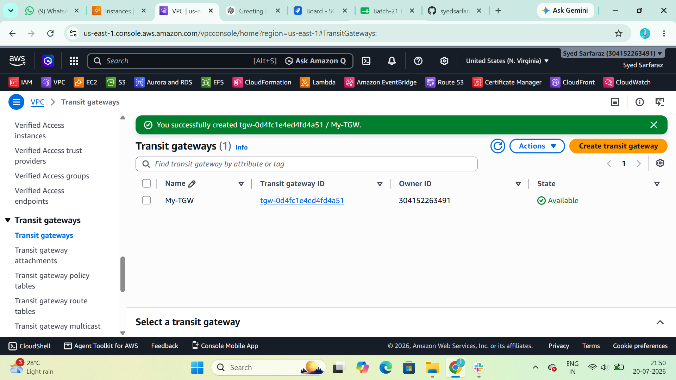 WhatsA
Instances |
VPC | us-e
Greeting |
Board - SC
Batch-21 I
syedsarfar
Ask Gemini
us-east-1.console.aws.amazon.com/vpcconsole/home?region=us-east-1#TransitGateways:
aws
Search
[Alt+S]
Ask Amazon Q
United States (N. Virginia) ▼
Syed Sarfaraz (304152263491) ▼
Syed Sarfaraz
IAM
VPC
EC2
S3
Aurora and RDS
EFS
CloudFormation
Lambda
Amazon EventBridge
Route 53
Certificate Manager
CloudFront
CloudWatch
VPC > Transit gateways
Verified Access
instances
Verified Access trust
providers
Verified Access groups
Verified Access
endpoints
Transit gateways
Transit gateways
Transit gateway
attachments
Transit gateway policy
tables
Transit gateway route
tables
Transit gateway multicast
You successfully created tgw-0d4fc1e4ed4fd4a51 / My-TGW.
Transit gateways (1) Info
Actions ▼
Create transit gateway
Find transit gateway by attribute or tag
1
Name
Transit gateway ID
Owner ID
State
My-TGW
tgw-0d4fc1e4ed4fd4a51
304152263491
Available
Select a transit gateway
CloudShell
Agent Toolkit for AWS
Feedback
Console Mobile App
© 2026, Amazon Web Services, Inc. or its affiliates.
Privacy
Terms
Cookie preferences
3
28°C
Light rain
Search
ENG
IN
21:50
20-07-2026